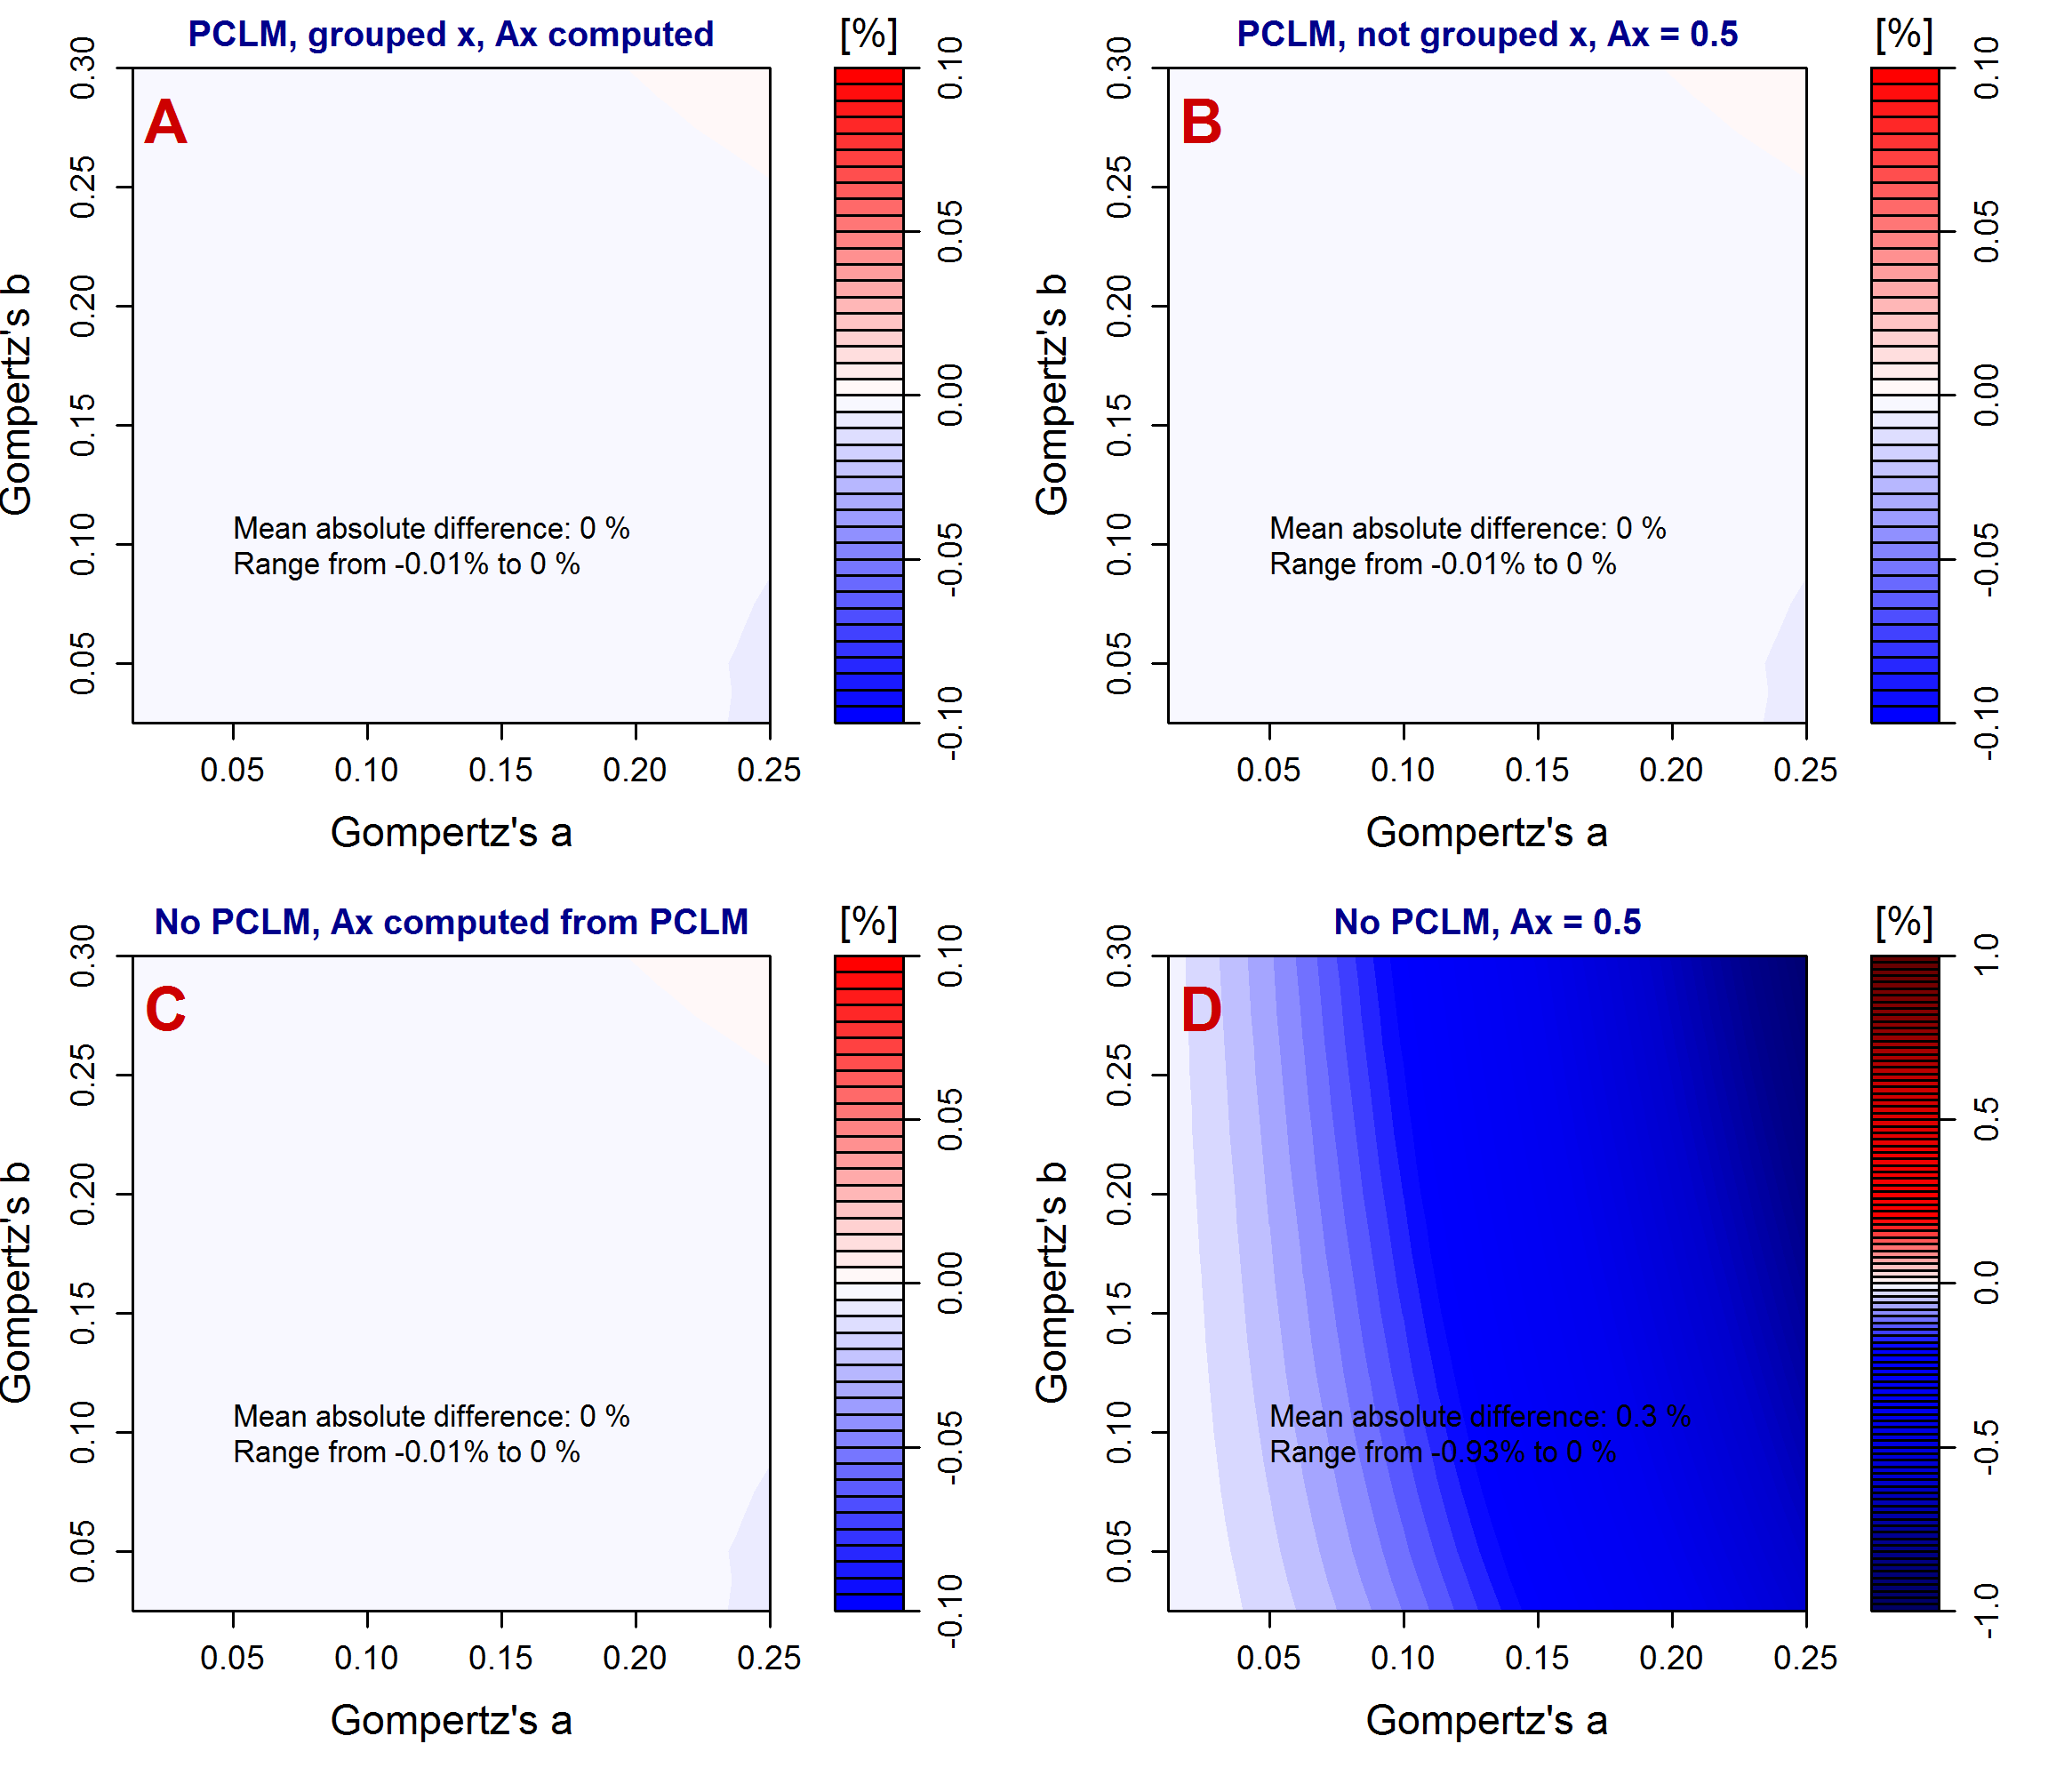 PCLM, grouped x, Ax computed
[%]
A
Gompertz's b
0.30
0.25
0.20
0.15
0.10
0.05
Mean absolute difference: 0 %
Range from -0.01% to 0 %
0.05 0.10 0.15 0.20 0.25
Gompertz's a
0.10
0.05
0.00
-0.05
-0.10
PCLM, not grouped x, Ax = 0.5
[%]
B
Gompertz's b
0.30
0.25
0.20
0.15
0.10
0.05
Mean absolute difference: 0 %
Range from -0.01% to 0 %
0.05 0.10 0.15 0.20 0.25
Gompertz's a
0.10
0.05
0.00
-0.05
-0.10
No PCLM, Ax computed from PCLM
[%]
C
Gompertz's b
0.30
0.25
0.20
0.15
0.10
0.05
Mean absolute difference: 0 %
Range from -0.01% to 0 %
0.05 0.10 0.15 0.20 0.25
Gompertz's a
0.10
0.05
0.00
-0.05
-0.10
No PCLM, Ax = 0.5
[%]
D
Gompertz's b
0.30
0.25
0.20
0.15
0.10
0.05
Mean absolute difference: 0.3 %
Range from -0.93% to 0 %
0.05 0.10 0.15 0.20 0.25
Gompertz's a
1.0
0.5
0.0
-0.5
-1.0